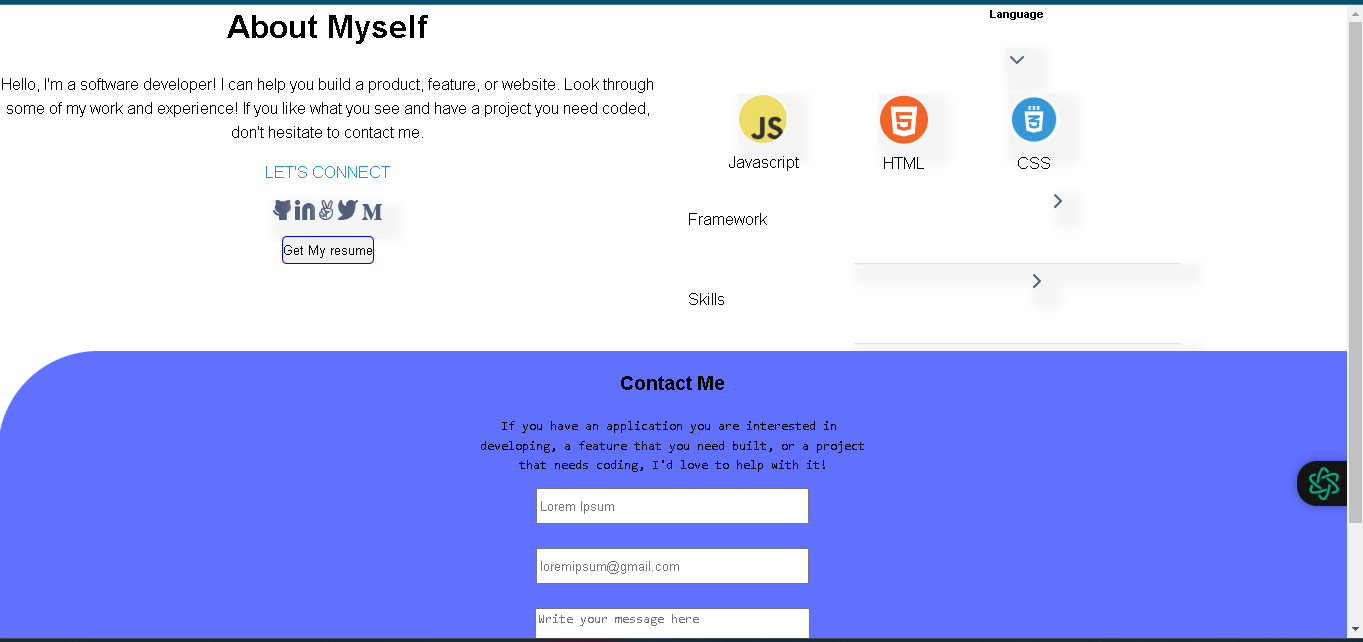 About Myself
Hello, I'm a software developer! I can help you build a product, feature, or website. Look through
some of my work and experience! If you like what you see and have a project you need coded,
don't hesitate to contact me.
LET'S CONNECT
Get My resume
Language
JS
Javascript
HTML
CSS
Framework
Skills
Contact Me
If you have an application you are interested in
developing, a feature that you need built, or a project
that needs coding, I'd love to help with it!
Lorem Ipsum
loremipsum@gmail.com
Write your message here